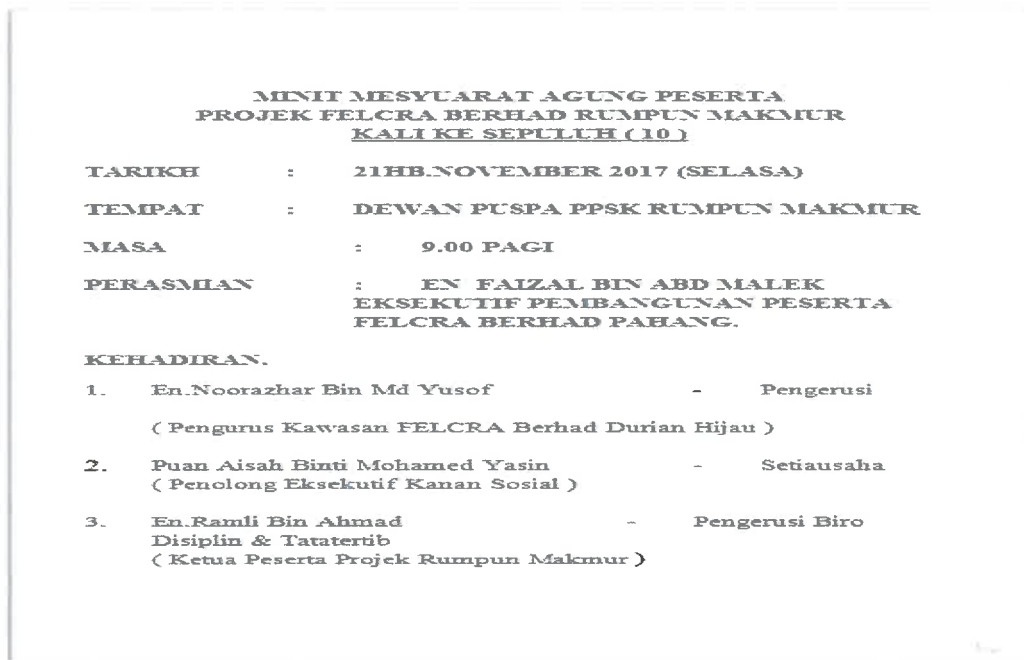 MINIT MESYUARAT AGUNG PESERTA
PROJEK FELCRA BERHAD RUMPUN MAKMUR
KALI KE SEPULUH ( 10 )
TARIKH : 21HB.NOVEMBER 2017 (SELASA)
TEMPAT : DEWAN PUSPA PPSK RUMPUN MAKMUR
MASA : 9.00 PAGI
PERASMIAN : EN FAIZAL BIN ABD MALEK
EKSEKUTIF PEMBANGUNAN PESERTA
FELCRA BERHAD PAHANG.
KEHADIRAN.
1. En.Noorazhar Bin Md Yusof - Pengerusi
( Pengurus Kawasan FELCRA Berhad Durian Hijau )
2. Puan Aisah Binti Mohamed Yasin - Setiausaha
( Penolong Eksekutif Kanan Sosial )
3. En.Ramli Bin Ahmad - Pengerusi Biro
Disiplin & Tatatertib
( Ketua Peserta Projek Rumpun Makmur )